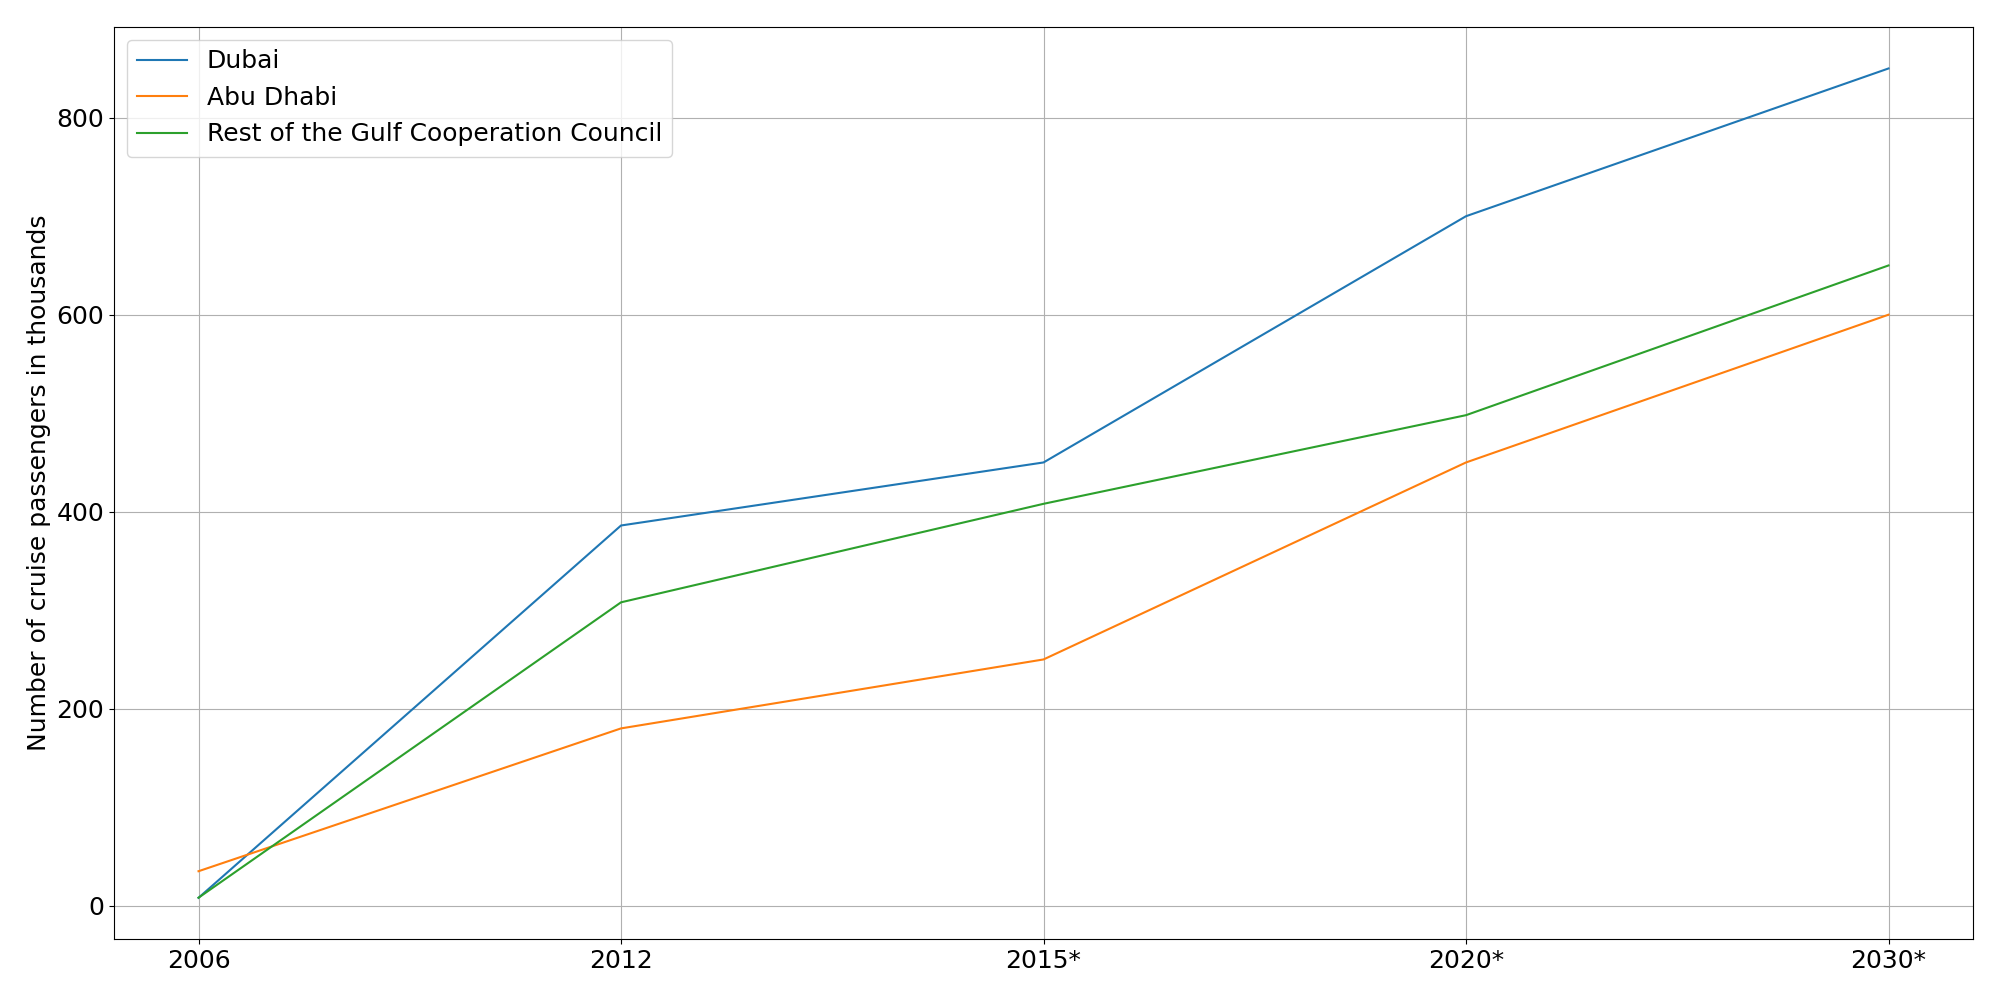 Dubai
Abu Dhabi
Rest of the Gulf Cooperation Council
Number of cruise passengers in thousands
800
600
400
200
0
2006
2012
2015*
2020*
2030*